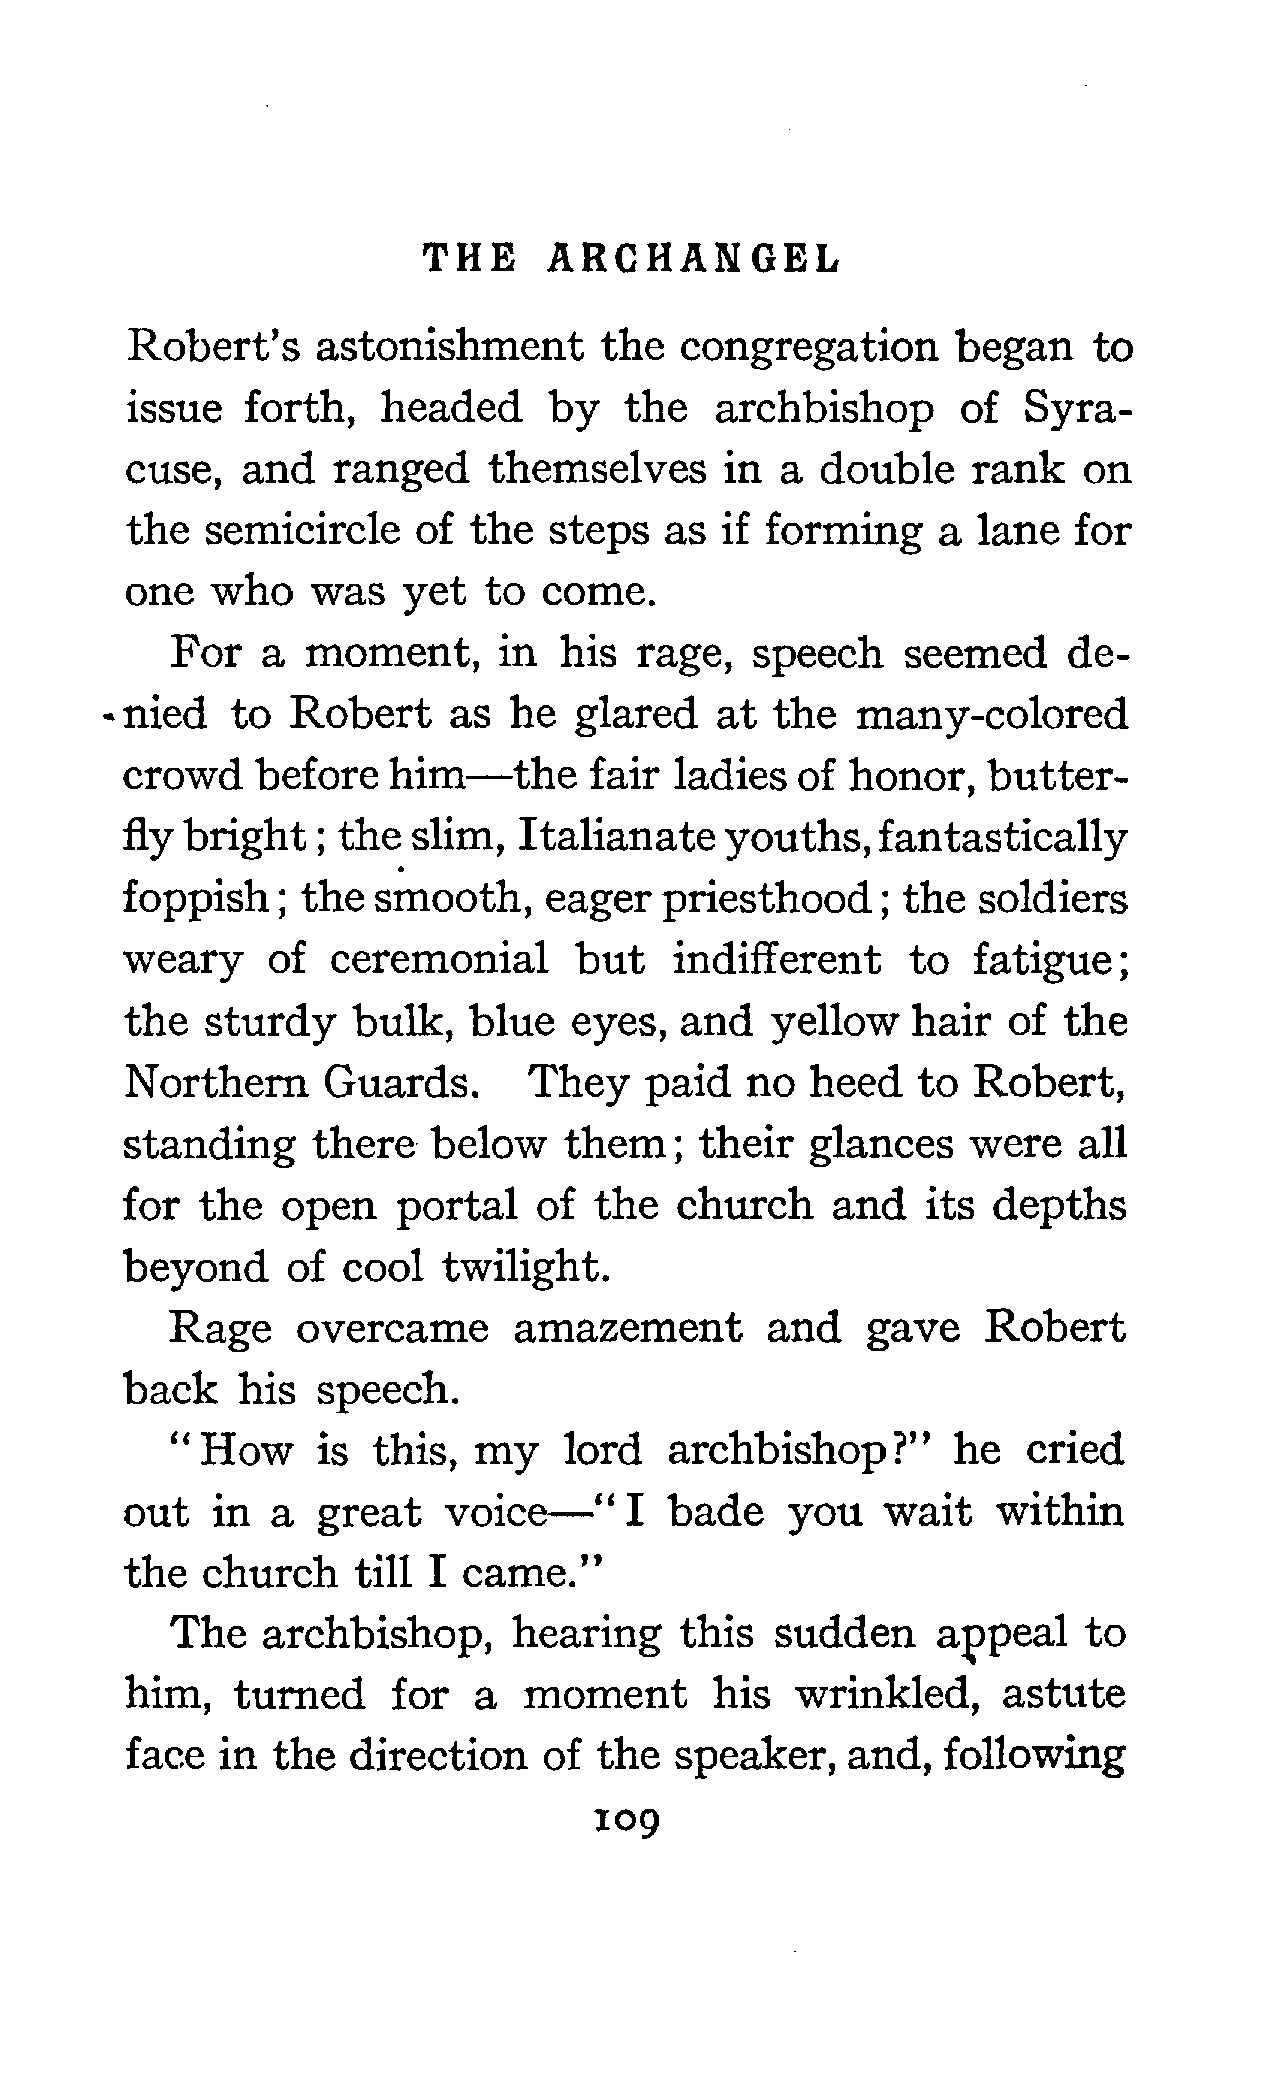 THE ARCHANGEL
Robert's astonishment the congregation began to
issue forth, headed by the archbishop of Syra-
cuse, and ranged themselves in a double rank on
the semicircle of the steps as if forming a lane for
one who was yet to come.
For a moment, in his rage, speech seemed de-
nied to Robert as he glared at the many-colored
crowd before him—the fair ladies of honor, butter-
fly bright; the slim, Italianate youths, fantastically
foppish; the smooth, eager priesthood; the soldiers
weary of ceremonial but indifferent to fatigue;
the sturdy bulk, blue eyes, and yellow hair of the
Northern Guards. They paid no heed to Robert,
standing there below them; their glances were all
for the open portal of the church and its depths
beyond of cool twilight.
Rage overcame amazement and gave Robert
back his speech.
"How is this, my lord archbishop?" he cried
out in a great voice—"I bade you wait within
the church till I came."
The archbishop, hearing this sudden appeal to
him, turned for a moment his wrinkled, astute
face in the direction of the speaker, and, following
109